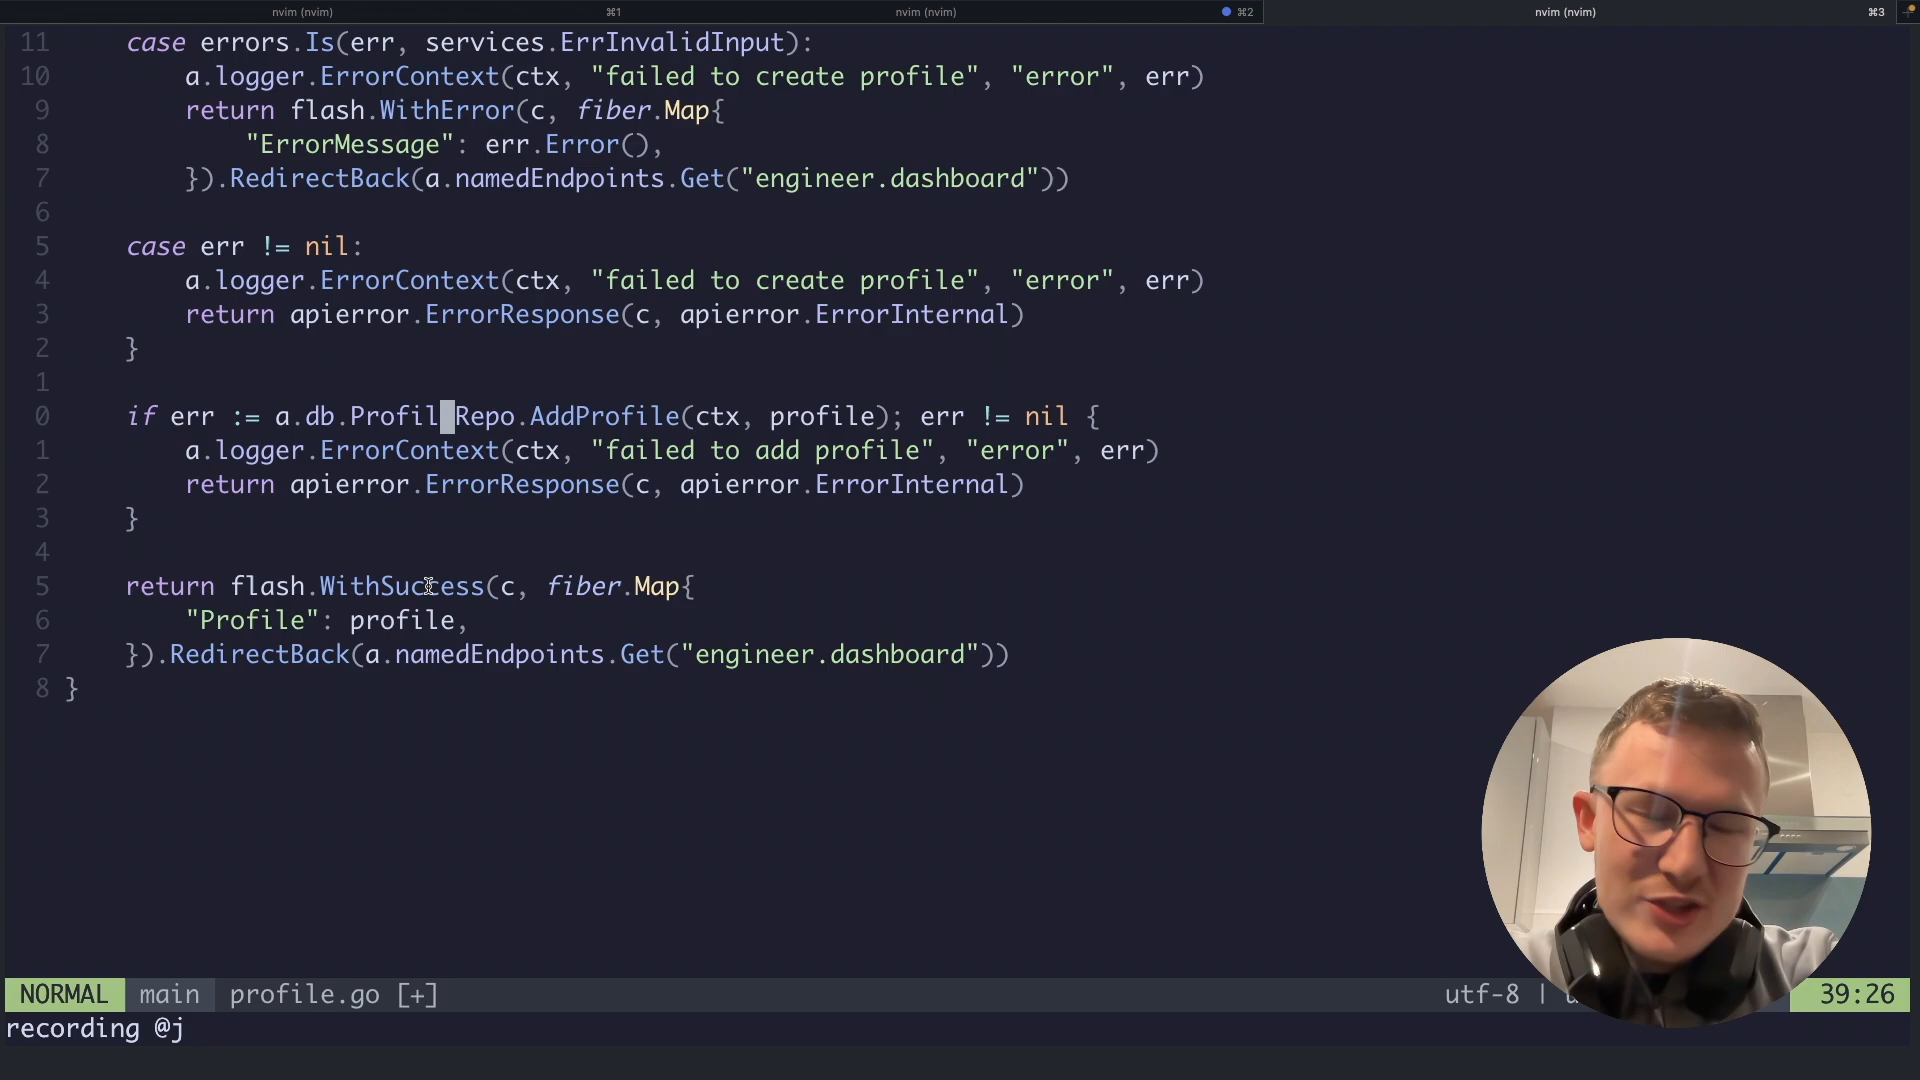 nvim (nvim) ⌘1 nvim (nvim) ⌘2 nvim (nvim) ⌘3
11 case errors.Is(err, services.ErrInvalidInput):
10 a.logger.ErrorContext(ctx, "failed to create profile", "error", err)
9 return flash.WithError(c, fiber.Map{
8 "ErrorMessage": err.Error(),
7 }).RedirectBack(a.namedEndpoints.Get("engineer.dashboard"))
6
5 case err != nil:
4 a.logger.ErrorContext(ctx, "failed to create profile", "error", err)
3 return apierror.ErrorResponse(c, apierror.ErrorInternal)
2 }
1
0 if err := a.db.Profil Repo.AddProfile(ctx, profile); err != nil {
1 a.logger.ErrorContext(ctx, "failed to add profile", "error", err)
2 return apierror.ErrorResponse(c, apierror.ErrorInternal)
3 }
4
5 return flash.WithSuccess(c, fiber.Map{
6 "Profile": profile,
7 }).RedirectBack(a.namedEndpoints.Get("engineer.dashboard"))
8 }
NORMAL main profile.go [+] utf-8 | 39:26
recording @j